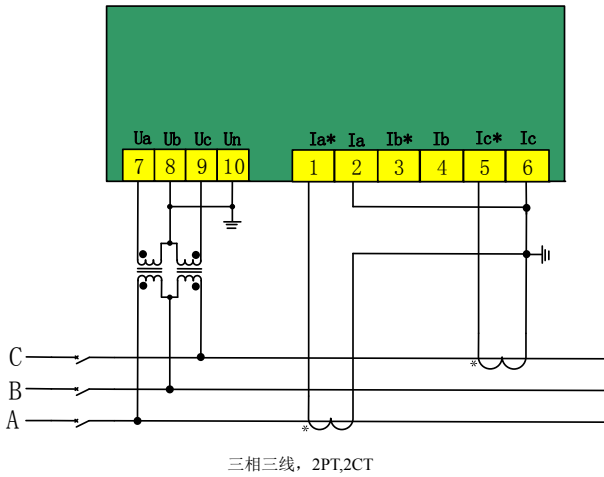 Ua Ub Uc Un Ia* Ia Ib* Ib Ic* Ic
7 8 9 10 1 2 3 4 5 6
C
*
B
A
*
三相三线，2PT,2CT